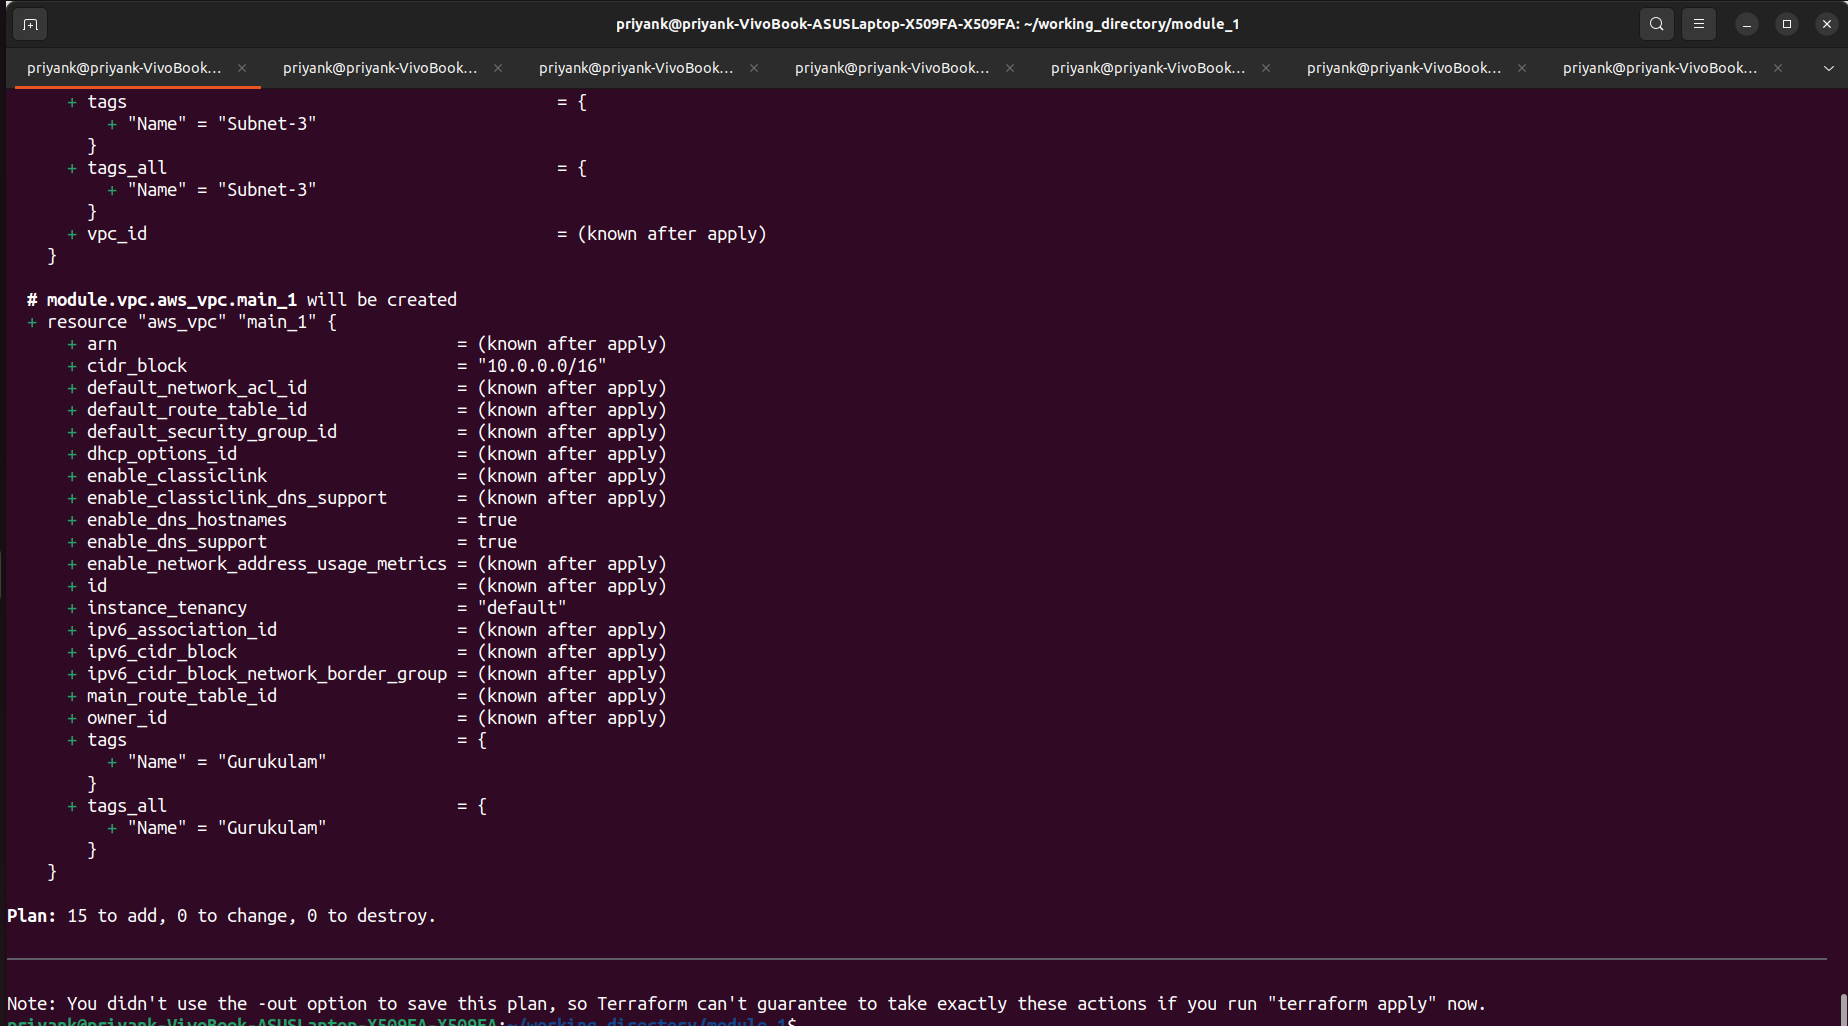 priyank@priyank-VivoBook-ASUSLaptop-X509FA-X509FA: ~/working_directory/module_1
priyank@priyank-VivoBook... × priyank@priyank-VivoBook... × priyank@priyank-VivoBook... × priyank@priyank-VivoBook... × priyank@priyank-VivoBook... × priyank@priyank-VivoBook... × priyank@priyank-VivoBook... ×
      + tags                                           = {
          + "Name" = "Subnet-3"
        }
      + tags_all                                       = {
          + "Name" = "Subnet-3"
        }
      + vpc_id                                         = (known after apply)
    }
  # module.vpc.aws_vpc.main_1 will be created
  + resource "aws_vpc" "main_1" {
      + arn                                  = (known after apply)
      + cidr_block                           = "10.0.0.0/16"
      + default_network_acl_id               = (known after apply)
      + default_route_table_id               = (known after apply)
      + default_security_group_id            = (known after apply)
      + dhcp_options_id                      = (known after apply)
      + enable_classiclink                   = (known after apply)
      + enable_classiclink_dns_support       = (known after apply)
      + enable_dns_hostnames                 = true
      + enable_dns_support                   = true
      + enable_network_address_usage_metrics = (known after apply)
      + id                                   = (known after apply)
      + instance_tenancy                     = "default"
      + ipv6_association_id                  = (known after apply)
      + ipv6_cidr_block                      = (known after apply)
      + ipv6_cidr_block_network_border_group = (known after apply)
      + main_route_table_id                  = (known after apply)
      + owner_id                             = (known after apply)
      + tags                                 = {
          + "Name" = "Gurukulam"
        }
      + tags_all                             = {
          + "Name" = "Gurukulam"
        }
    }
Plan: 15 to add, 0 to change, 0 to destroy.
Note: You didn't use the -out option to save this plan, so Terraform can't guarantee to take exactly these actions if you run "terraform apply" now.
priyank@priyank-VivoBook-ASUSLaptop-X509FA-X509FA:~/working_directory/module_1$